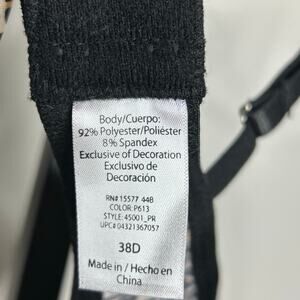 Body/Cuerpo:
92% Polyester/Poliéster
8% Spandex
Exclusive of Decoration
Exclusivo de
Decoración
RN# 15577 44B
COLOR: P613
STYLE: 45001_PR
UPC# 04321367057
38D
Made in / Hecho en
China